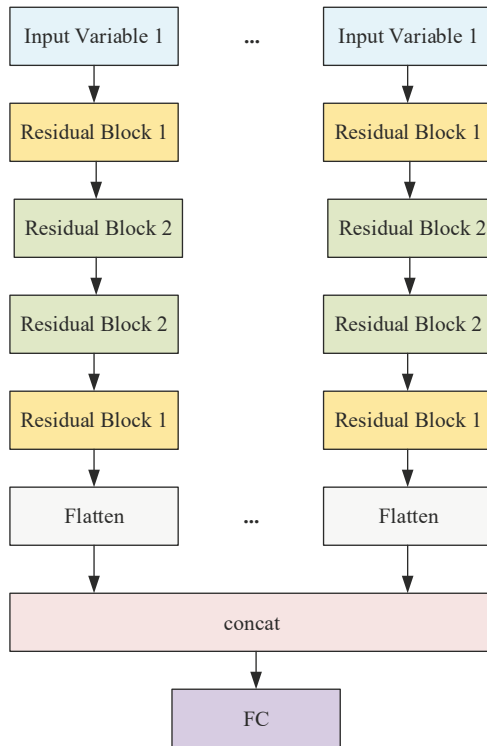 Input Variable 1 ... Input Variable 1
Residual Block 1 Residual Block 1
Residual Block 2 Residual Block 2
Residual Block 2 Residual Block 2
Residual Block 1 Residual Block 1
Flatten ... Flatten
concat
FC